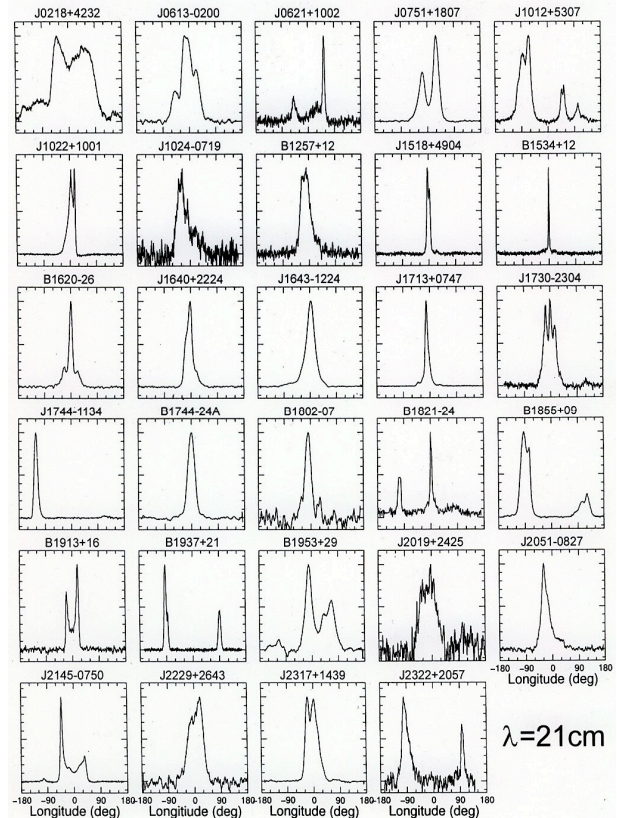 J0218+4232 J0613-0200 J0621+1002 J0751+1807 J1012+5307
J1022+1001 J1024-0719 B1257+12 J1518+4904 B1534+12
B1620-26 J1640+2224 J1643-1224 J1713+0747 J1730-2304
J1744-1134 B1744-24A B1802-07 B1821-24 B1855+09
B1913+16 B1937+21 B1953+29 J2019+2425 J2051-0827
-180 -90 0 90 180
Longitude (deg)
J2145-0750 J2229+2643 J2317+1439 J2322+2057
λ=21cm
-180 -90 0 90 180 -180 -90 0 90 180 -180 -90 0 90 180 -180 -90 0 90 180
Longitude (deg) Longitude (deg) Longitude (deg) Longitude (deg)